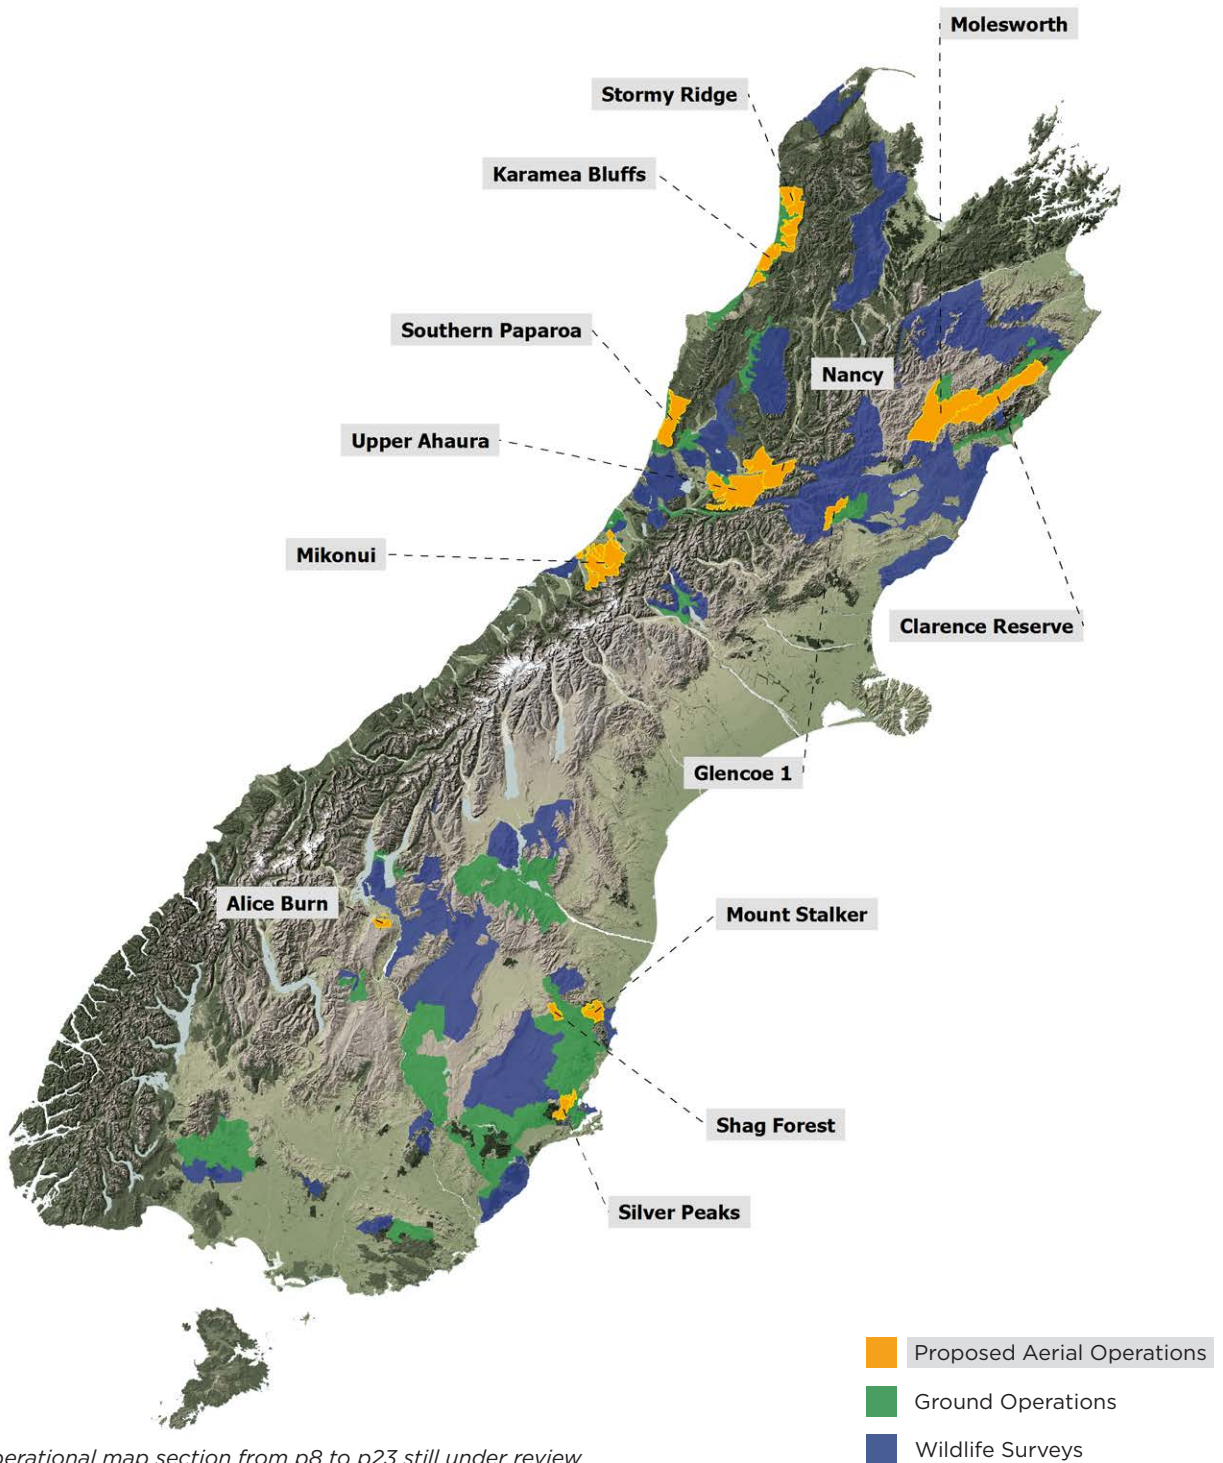 Molesworth
Stormy Ridge
Karamea Bluffs
Southern Paparoa
Nancy
Upper Ahaura
Mikonui
Clarence Reserve
Glencoe 1
Alice Burn
Mount Stalker
Shag Forest
Silver Peaks
Proposed Aerial Operations
Ground Operations
Wildlife Surveys
perational map section from p8 to p23 still under review